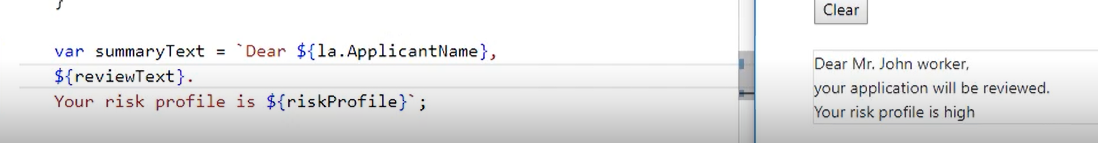 }
var summaryText = `Dear ${la.ApplicantName},
${reviewText}.
Your risk profile is ${riskProfile}`;
Clear
Dear Mr. John worker,
your application will be reviewed.
Your risk profile is high